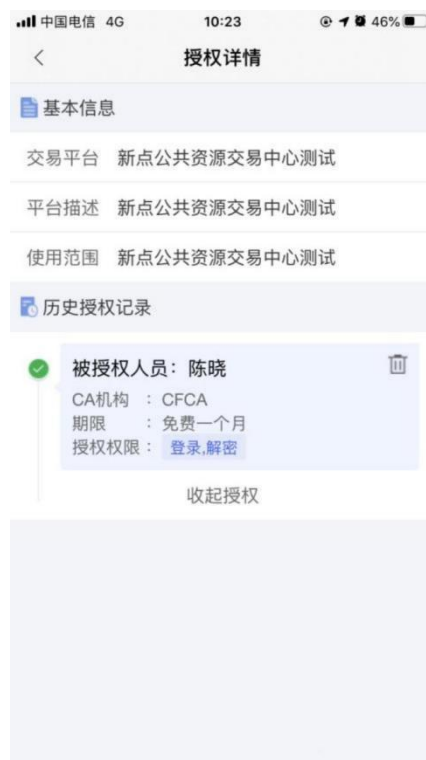 中国电信 4G 10:23 46%
授权详情
基本信息
交易平台 新点公共资源交易中心测试
平台描述 新点公共资源交易中心测试
使用范围 新点公共资源交易中心测试
历史授权记录
被授权人员：陈晓
CA机构 ：CFCA
期限 ：免费一个月
授权权限：登录,解密
收起授权